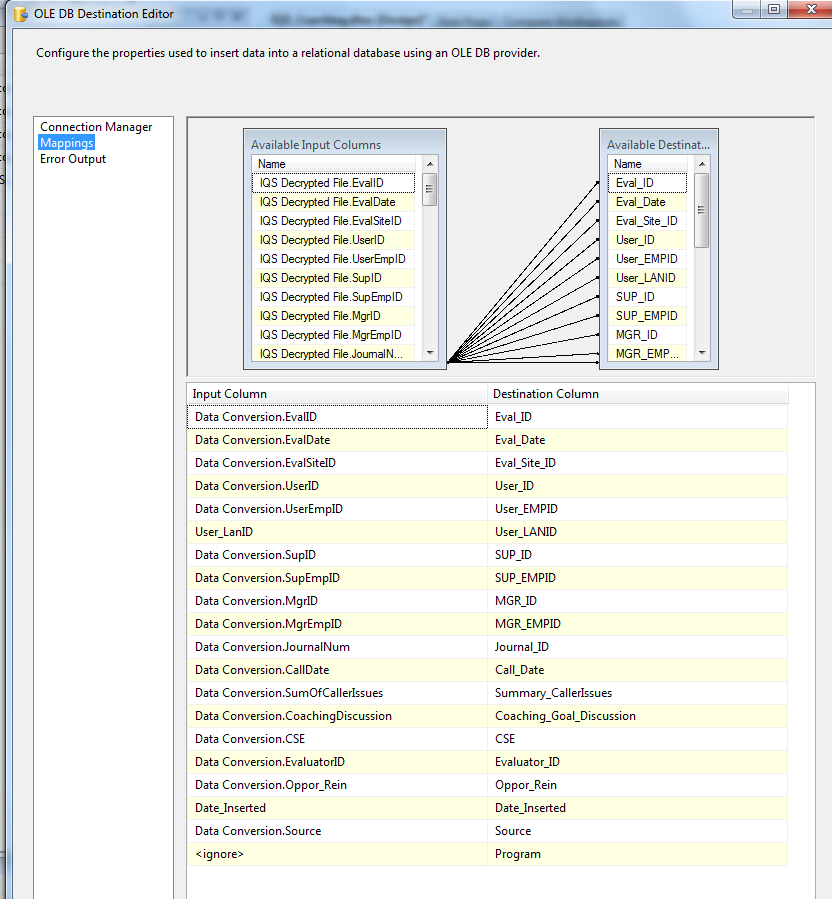 OLE DB Destination Editor
Configure the properties used to insert data into a relational database using an OLE DB provider.
Connection Manager
Mappings
Error Output
Available Input Columns
Name
IQS Decrypted File.EvalID
IQS Decrypted File.EvalDate
IQS Decrypted File.EvalSiteID
IQS Decrypted File.UserID
IQS Decrypted File.UserEmpID
IQS Decrypted File.SupID
IQS Decrypted File.SupEmpID
IQS Decrypted File.MgrID
IQS Decrypted File.MgrEmpID
IQS Decrypted File.JournalN...
Available Destinat...
Name
Eval_ID
Eval_Date
Eval_Site_ID
User_ID
User_EMPID
User_LANID
SUP_ID
SUP_EMPID
MGR_ID
MGR_EMP...
Input Column Destination Column
Data Conversion.EvalID Eval_ID
Data Conversion.EvalDate Eval_Date
Data Conversion.EvalSiteID Eval_Site_ID
Data Conversion.UserID User_ID
Data Conversion.UserEmpID User_EMPID
User_LanID User_LANID
Data Conversion.SupID SUP_ID
Data Conversion.SupEmpID SUP_EMPID
Data Conversion.MgrID MGR_ID
Data Conversion.MgrEmpID MGR_EMPID
Data Conversion.JournalNum Journal_ID
Data Conversion.CallDate Call_Date
Data Conversion.SumOfCallerIssues Summary_CallerIssues
Data Conversion.CoachingDiscussion Coaching_Goal_Discussion
Data Conversion.CSE CSE
Data Conversion.EvaluatorID Evaluator_ID
Data Conversion.Oppor_Rein Oppor_Rein
Date_Inserted Date_Inserted
Data Conversion.Source Source
<ignore> Program